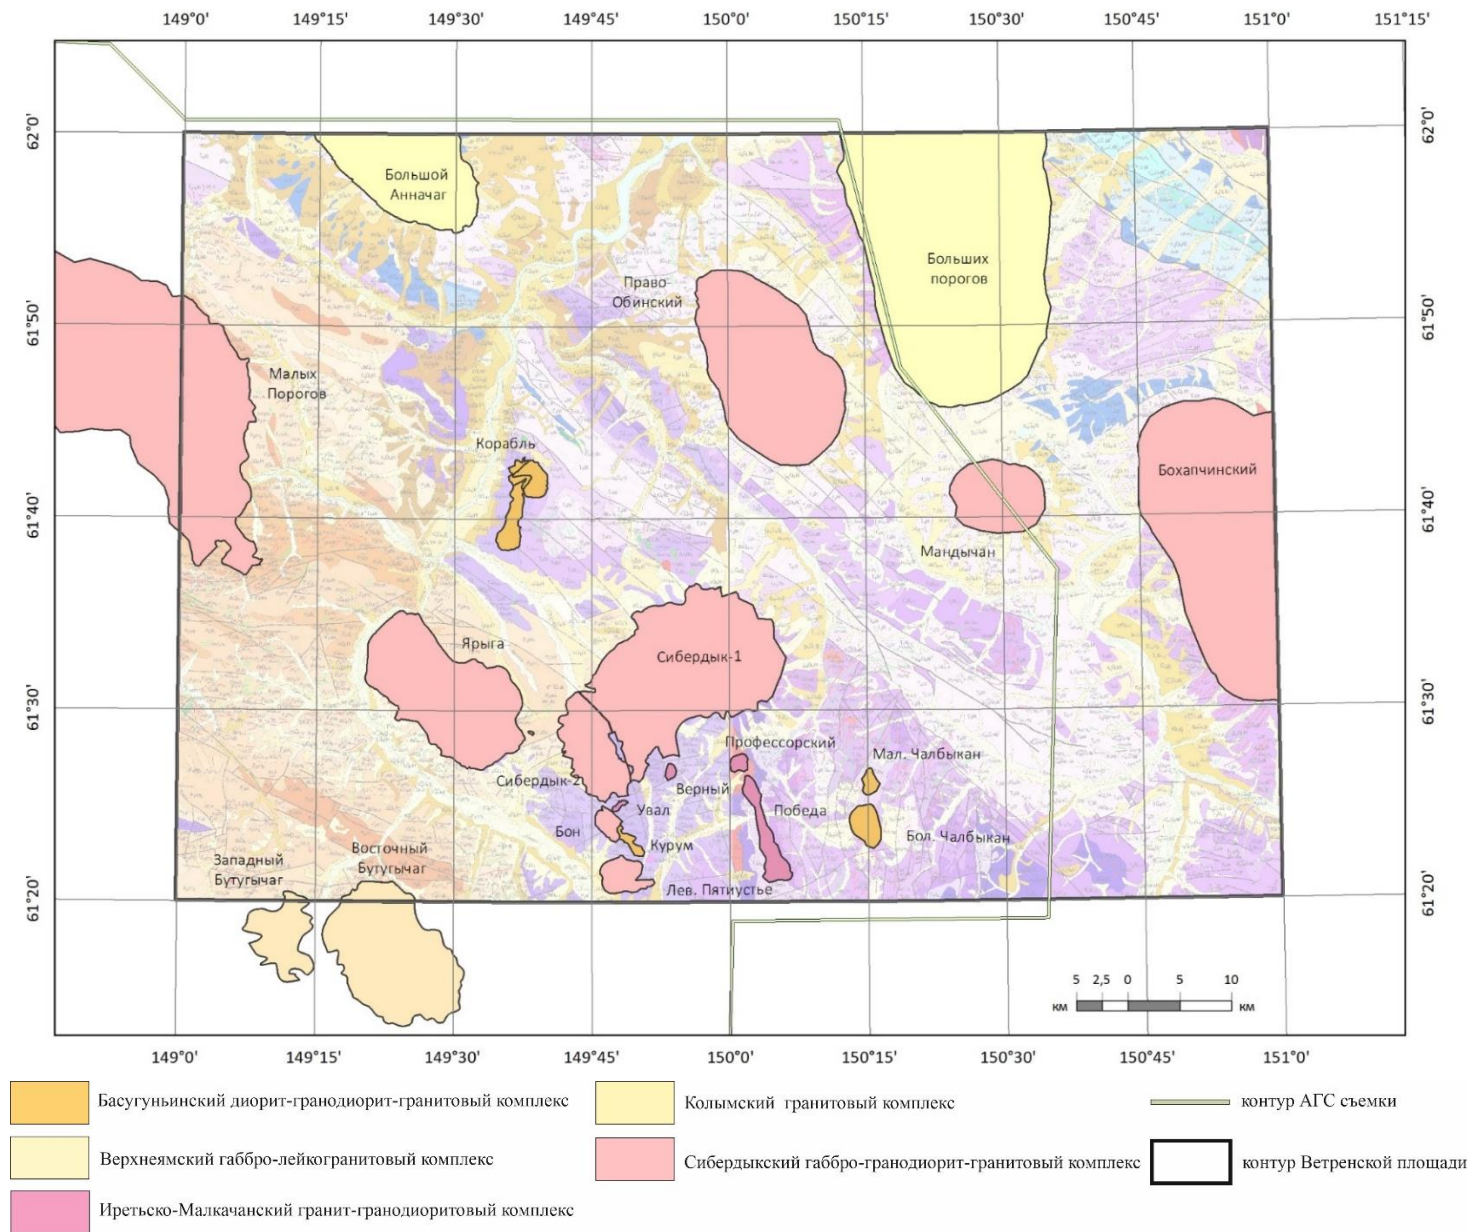 149°0' 149°15' 149°30' 149°45' 150°0' 150°15' 150°30' 150°45' 151°0' 151°15'
62°0'
62°0'
Большой
Анначаг
Больших
порогов
Право-
Обинский
61°50'
61°50'
Малых
Порогов
Корабль
Бохапчинский
61°40'
61°40'
Мандычан
Ярыга
Сибердык-1
61°30'
61°30'
Профессорский
Мал. Чалбыкан
Сибердык-2
Верный
Увал
Победа
Бон
Бол. Чалбыкан
Курум
Западный
Бутугычаг
Восточный
Бутугычаг
Лев. Пятиустье
61°20'
61°20'
5 2,5 0 5 10
км км
149°0' 149°15' 149°30' 149°45' 150°0' 150°15' 150°30' 150°45' 151°0'
Басугуньинский диорит-гранодиорит-гранитовый комплекс
Колымский гранитовый комплекс
контур АГС съемки
Верхнеямский габбро-лейкогранитовый комплекс
Сибердыкский габбро-гранодиорит-гранитовый комплекс
контур Ветренской площади
Иретьско-Малкачанский гранит-гранодиоритовый комплекс